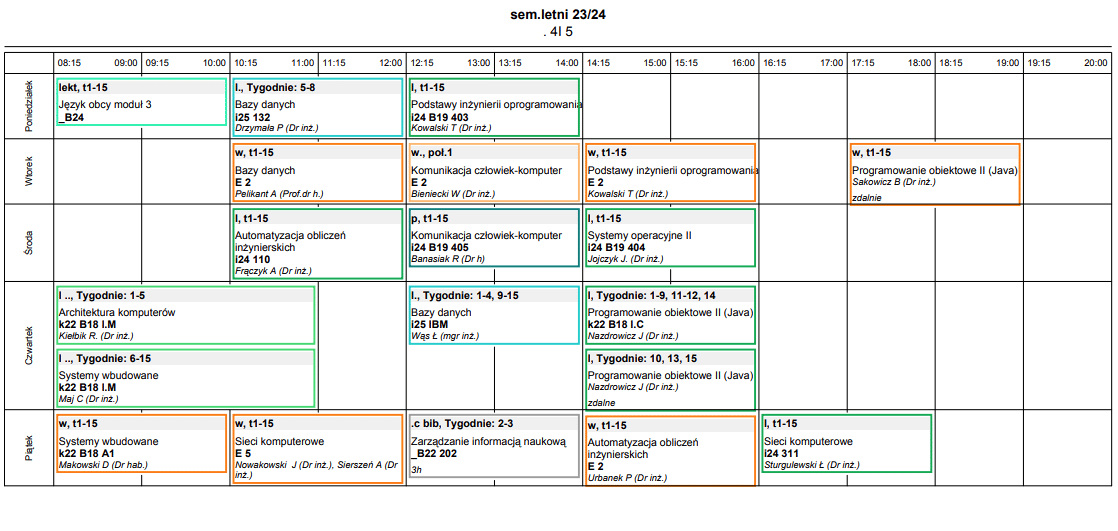 sem.letni 23/24
. 4I 5
08:15 09:00 09:15 10:00 10:15 11:00 11:15 12:00 12:15 13:00 13:15 14:00 14:15 15:00 15:15 16:00 16:15 17:00 17:15 18:00 18:15 19:00 19:15 20:00
Poniedziałek
lekt, t1-15
Język obcy moduł 3
_B24
l., Tygodnie: 5-8
Bazy danych
i25 132
Drzymała P (Dr inż.)
l, t1-15
Podstawy inżynierii oprogramowania
i24 B19 403
Kowalski T (Dr inż.)
Wtorek
w, t1-15
Bazy danych
E 2
Pelikant A (Prof.dr h.)
w., poł.1
Komunikacja człowiek-komputer
E 2
Bieniecki W (Dr inż.)
w, t1-15
Podstawy inżynierii oprogramowania
E 2
Kowalski T (Dr inż.)
w, t1-15
Programowanie obiektowe II (Java)
Sakowicz B (Dr inż.)
zdalnie
Środa
l, t1-15
Automatyzacja obliczeń
inżynierskich
i24 110
Frączyk A (Dr inż.)
p, t1-15
Komunikacja człowiek-komputer
i24 B19 405
Banasiak R (Dr h)
l, t1-15
Systemy operacyjne II
i24 B19 404
Jojczyk J. (Dr inż.)
Czwartek
l .., Tygodnie: 1-5
Architektura komputerów
k22 B18 I.M
Kiełbik R. (Dr inż.)
l .., Tygodnie: 6-15
Systemy wbudowane
k22 B18 I.M
Maj C (Dr inż.)
l., Tygodnie: 1-4, 9-15
Bazy danych
i25 IBM
Wąs Ł (mgr inż.)
l, Tygodnie: 1-9, 11-12, 14
Programowanie obiektowe II (Java)
k22 B18 I.C
Nazdrowicz J (Dr inż.)
l, Tygodnie: 10, 13, 15
Programowanie obiektowe II (Java)
Nazdrowicz J (Dr inż.)
zdalne
Piątek
w, t1-15
Systemy wbudowane
k22 B18 A1
Makowski D (Dr hab.)
w, t1-15
Sieci komputerowe
E 5
Nowakowski J (Dr inż.), Sierszeń A (Dr
inż.)
.c bib, Tygodnie: 2-3
Zarządzanie informacją naukową
_B22 202
3h
w, t1-15
Automatyzacja obliczeń
inżynierskich
E 2
Urbanek P (Dr inż.)
l, t1-15
Sieci komputerowe
i24 311
Sturgulewski Ł (Dr inż.)